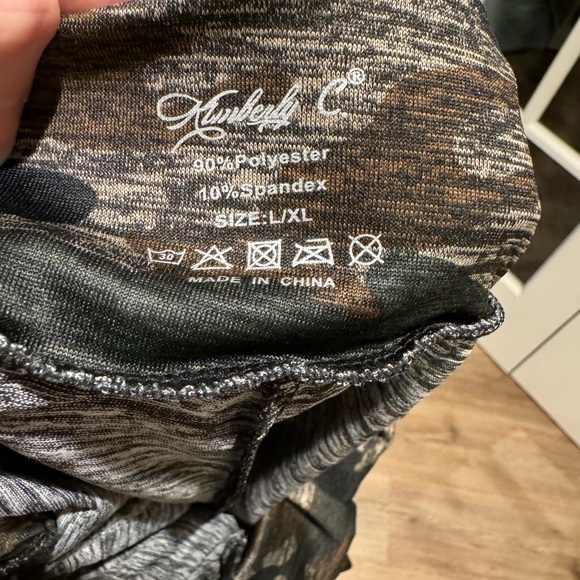 Kimberly C.®
90%Polyester
10%Spandex
SIZE:L/XL
30
MADE IN CHINA